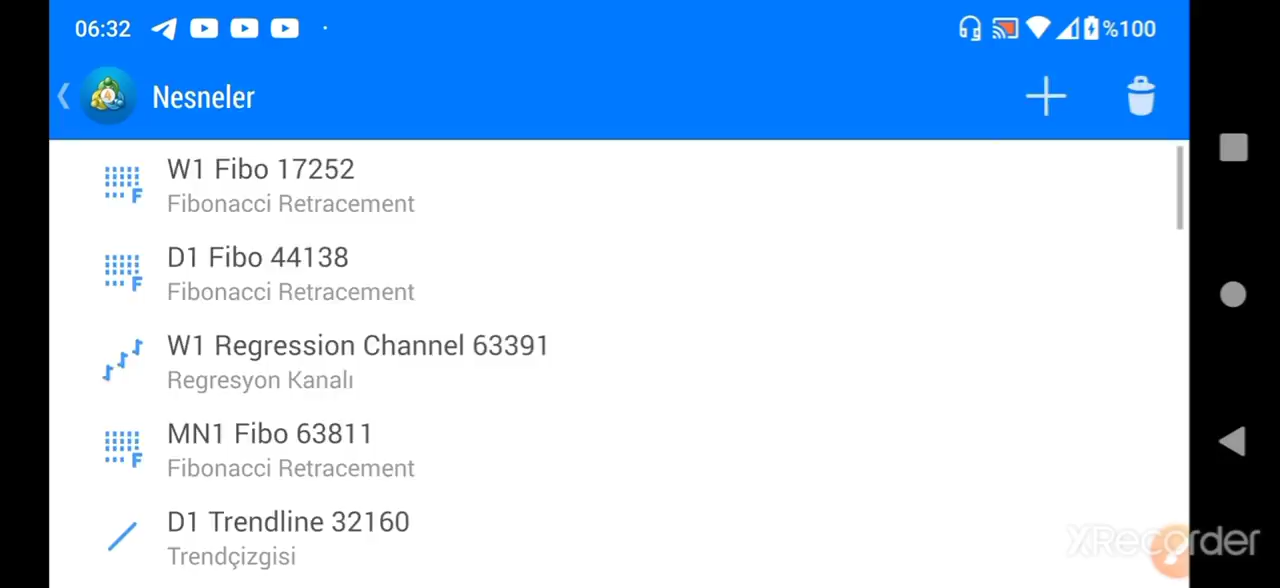 06:32
%100
Nesneler
W1 Fibo 17252
Fibonacci Retracement
D1 Fibo 44138
Fibonacci Retracement
W1 Regression Channel 63391
Regresyon Kanalı
MN1 Fibo 63811
Fibonacci Retracement
D1 Trendline 32160
Trendçizgisi
XRecorder